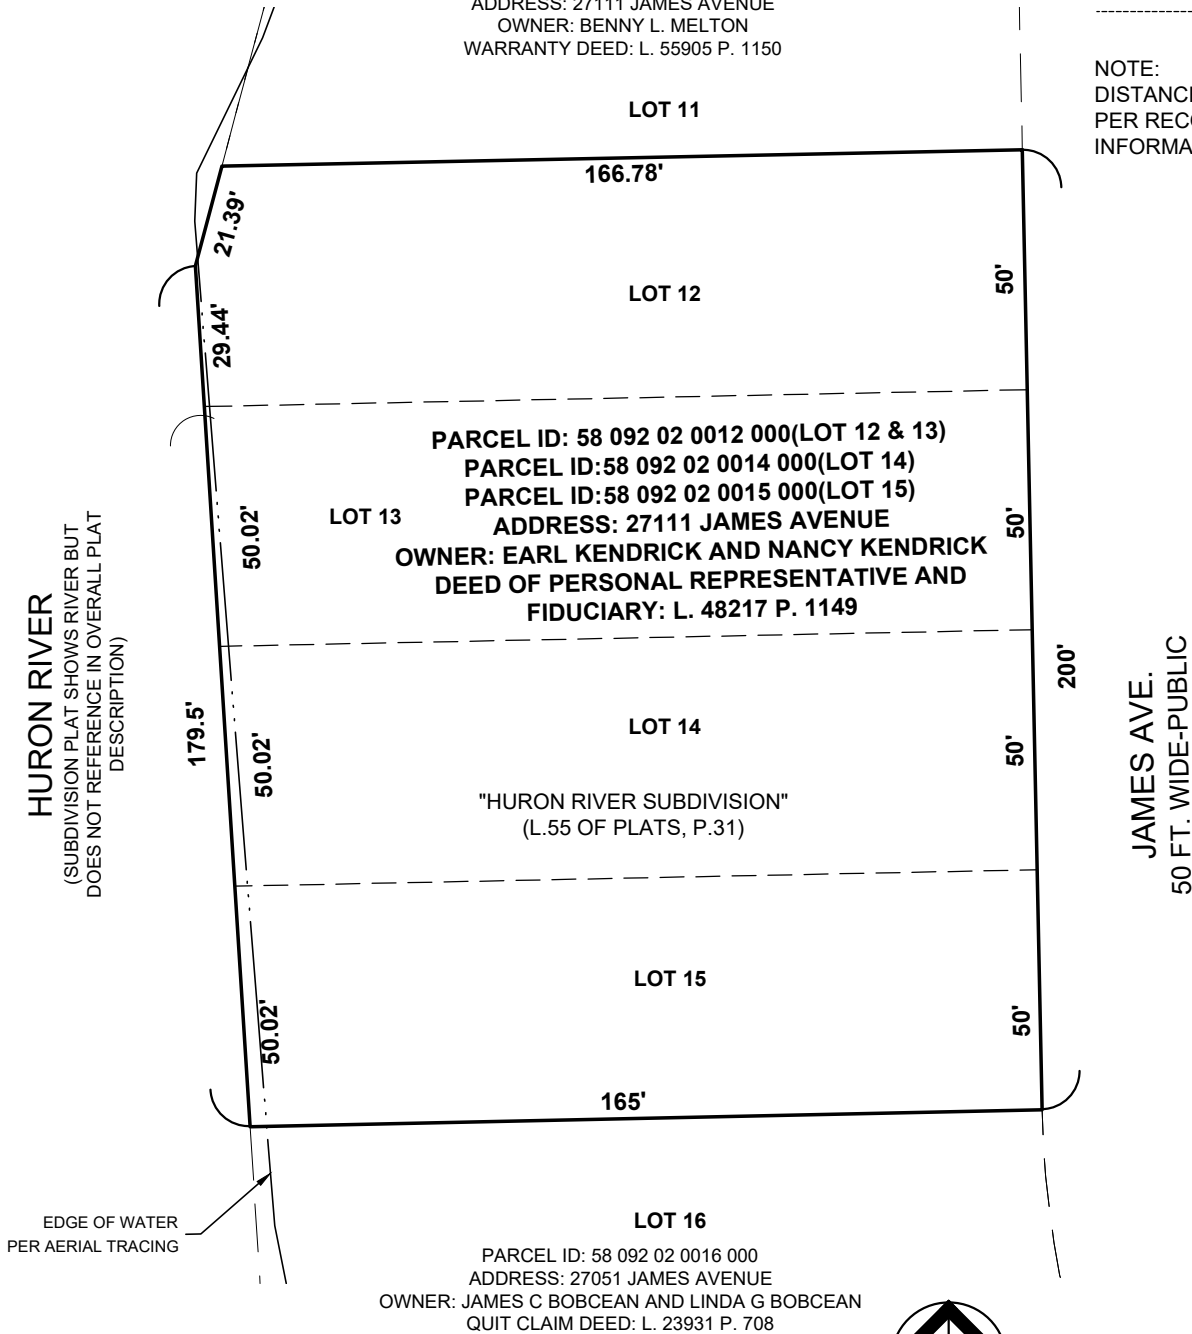 ADDRESS: 27111 JAMES AVENUE
OWNER: BENNY L. MELTON
WARRANTY DEED: L. 55905 P. 1150
NOTE:
PER
LOT 11
166.78'
21.39'
29.44'
LOT 12
50'
PARCEL ID: 58 092 02 0012 000(LOT 12 & 13)
PARCEL ID:58 092 02 0014 000(LOT 14)
PARCEL ID:58 092 02 0015 000(LOT 15)
ADDRESS: 27111 JAMES AVENUE
OWNER: EARL KENDRICK AND NANCY KENDRICK
DEED OF PERSONAL REPRESENTATIVE AND
FIDUCIARY: L. 48217 P. 1149
LOT 13
50.02'
50'
HURON RIVER
(SUBDIVISION PLAT SHOWS RIVER BUT
DOES NOT REFERENCE IN OVERALL PLAT
DESCRIPTION)
179.5'
200'
JAMES AVE.
50 FT. WIDE-PUBLIC
LOT 14
50.02'
50'
"HURON RIVER SUBDIVISION"
(L.55 OF PLATS, P.31)
LOT 15
50.02'
50'
165'
EDGE OF WATER
PER AERIAL TRACING
LOT 16
PARCEL ID: 58 092 02 0016 000
ADDRESS: 27051 JAMES AVENUE
OWNER: JAMES C BOBCEAN AND LINDA G BOBCEAN
QUIT CLAIM DEED: L. 23931 P. 708